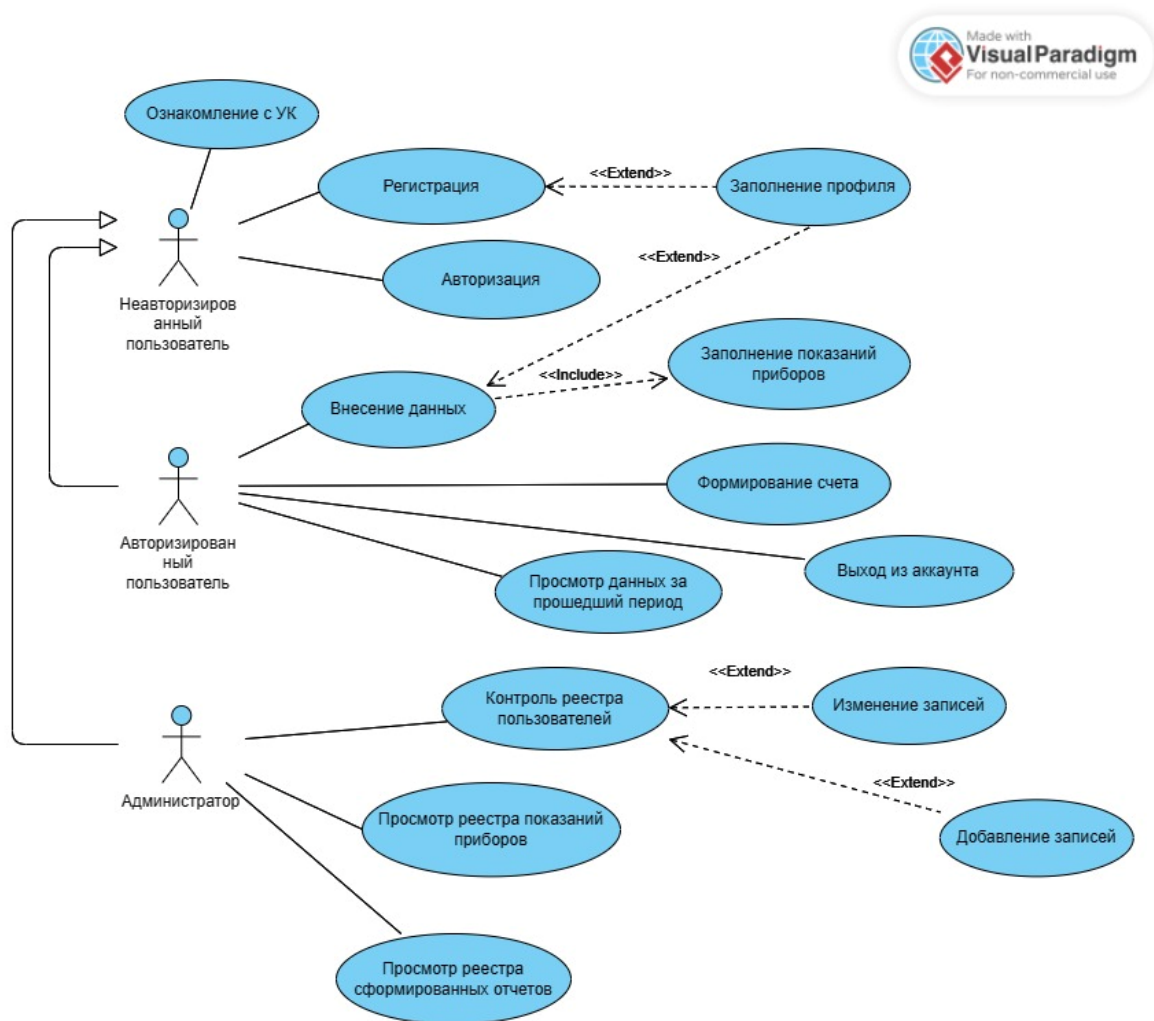 Made with
Visual Paradigm
For non-commercial use
Ознакомление с УК
Регистрация
<<Extend>>
Заполнение профиля
Авторизация
<<Extend>>
Неавторизиров
анный
пользователь
Заполнение показаний
приборов
<<Include>>
Внесение данных
Формирование счета
Авторизирован
ный
пользователь
Выход из аккаунта
Просмотр данных за
прошедший период
<<Extend>>
Контроль реестра
пользователей
Изменение записей
<<Extend>>
Администратор
Просмотр реестра показаний
приборов
Добавление записей
Просмотр реестра
сформированных отчетов